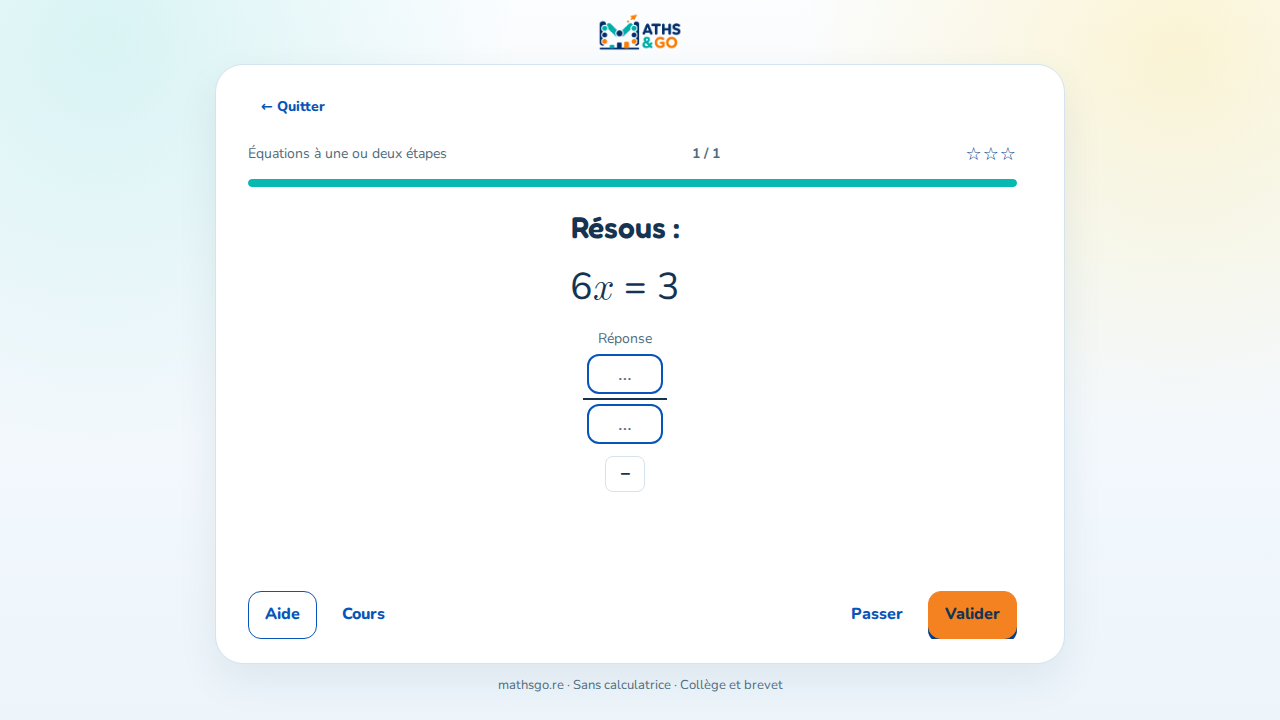 MATHS
&GO
← Quitter
Équations à une ou deux étapes 1 / 1 ☆☆☆
Résous :
6x = 3
Réponse
...
...
−
Aide Cours Passer Valider
mathsgo.re · Sans calculatrice · Collège et brevet